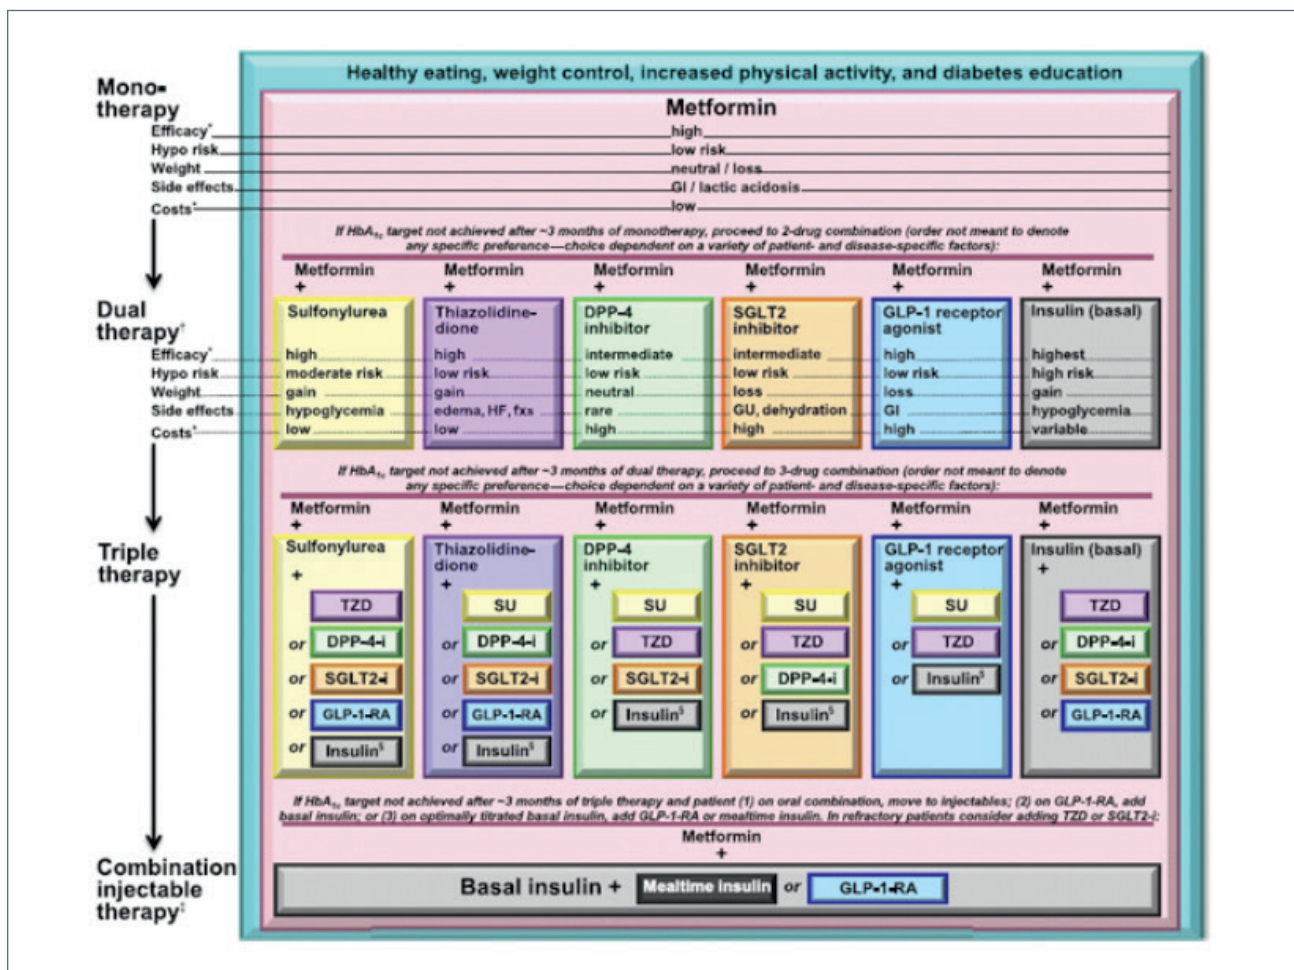 Healthy eating, weight control, increased physical activity, and diabetes education
Mono-
therapy
Metformin
Efficacy* high
Hypo risk low risk
Weight neutral / loss
Side effects GI / lactic acidosis
Costs* low
If HbA1c target not achieved after ~3 months of monotherapy, proceed to 2-drug combination (order not meant to denote
any specific preference—choice dependent on a variety of patient- and disease-specific factors):
Metformin Metformin Metformin Metformin Metformin Metformin
+ + + + + +
Dual
therapy†
Sulfonylurea
Thiazolidine-
dione
DPP-4
inhibitor
SGLT2
inhibitor
GLP-1 receptor
agonist
Insulin (basal)
Efficacy* high high intermediate intermediate high highest
Hypo risk moderate risk low risk low risk low risk low risk high risk
Weight gain gain neutral loss loss gain
Side effects hypoglycemia edema, HF, fxs rare GU, dehydration GI hypoglycemia
Costs* low low high high high variable
If HbA1c target not achieved after ~3 months of dual therapy, proceed to 3-drug combination (order not meant to denote
any specific preference—choice dependent on a variety of patient- and disease-specific factors):
Metformin Metformin Metformin Metformin Metformin Metformin
+ + + + + +
Triple
therapy
Sulfonylurea
+
TZD
or DPP-4-i
or SGLT2-i
or GLP-1-RA
or Insulin§
Thiazolidine-
dione
+
SU
or DPP-4-i
or SGLT2-i
or GLP-1-RA
or Insulin§
DPP-4
inhibitor
+
SU
or TZD
or SGLT2-i
or Insulin§
SGLT2
inhibitor
+
SU
or TZD
or DPP-4-i
or Insulin§
GLP-1 receptor
agonist
+
SU
or TZD
or Insulin§
Insulin (basal)
+
TZD
or DPP-4-i
or SGLT2-i
or GLP-1-RA
If HbA1c target not achieved after ~3 months of triple therapy and patient (1) on oral combination, move to injectables; (2) on GLP-1-RA, add
basal insulin; or (3) on optimally titrated basal insulin, add GLP-1-RA or mealtime insulin. In refractory patients consider adding TZD or SGLT2-i:
Metformin
+
Combination
injectable
therapy‡
Basal insulin + Mealtime insulin or GLP-1-RA